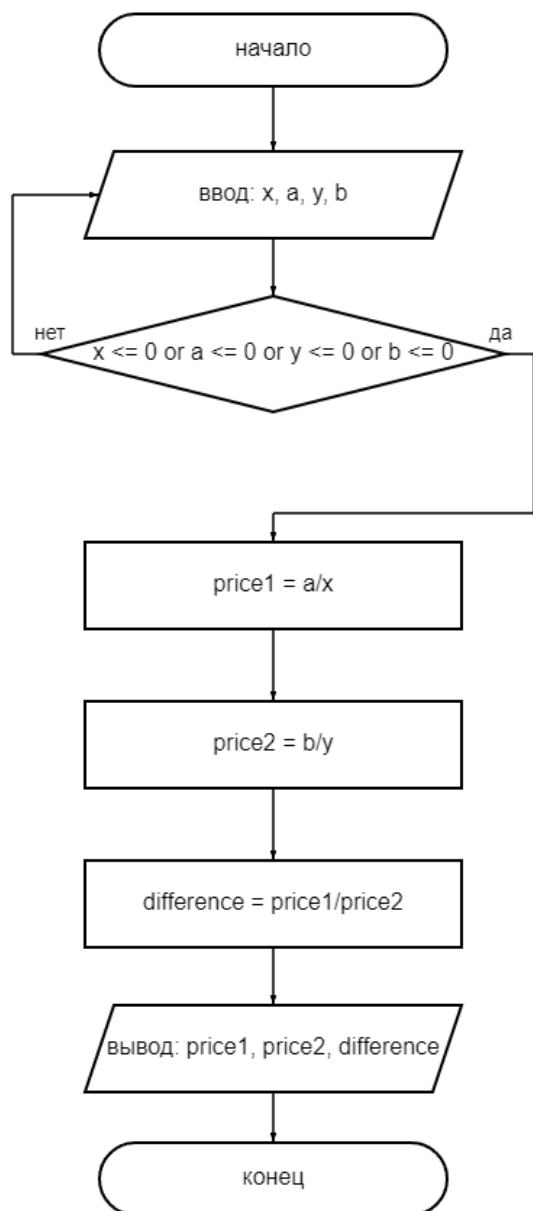 начало
ввод: x, a, y, b
нет
да
x <= 0 or a <= 0 or y <= 0 or b <= 0
price1 = a/x
price2 = b/y
difference = price1/price2
вывод: price1, price2, difference
конец